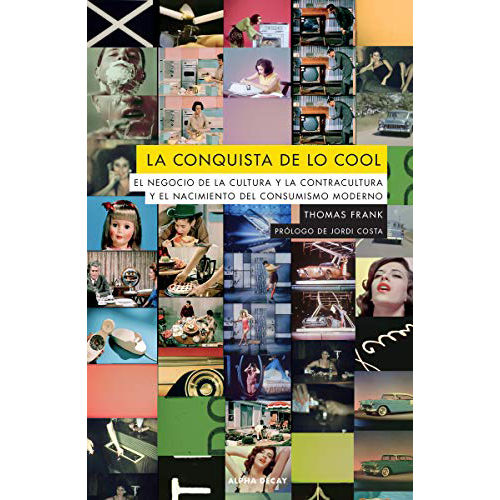 LA CONQUISTA DE LO COOL
EL NEGOCIO DE LA CULTURA Y LA CONTRACULTURA
Y EL NACIMIENTO DEL CONSUMISMO MODERNO
THOMAS FRANK
PRÓLOGO DE JORDI COSTA
ALPHA DECAY